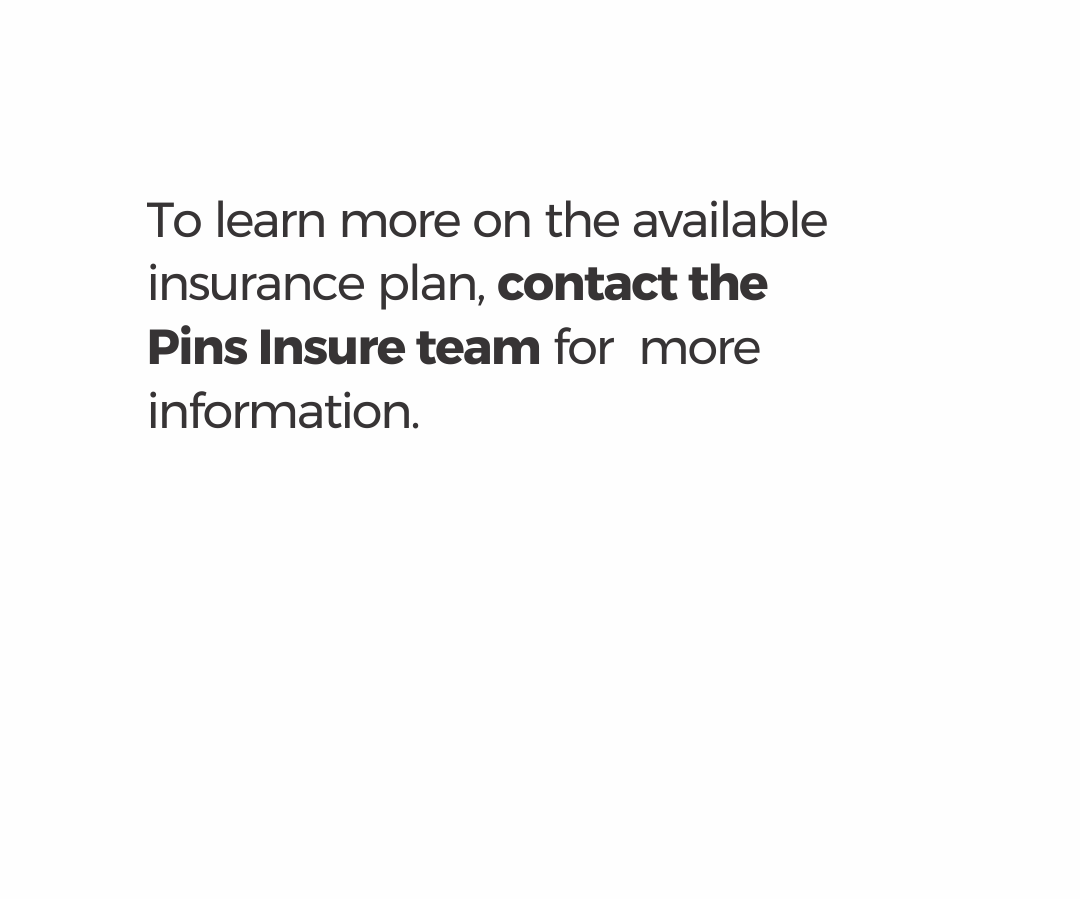 To learn more on the available
insurance plan, contact the
Pins Insure team for  more
information.